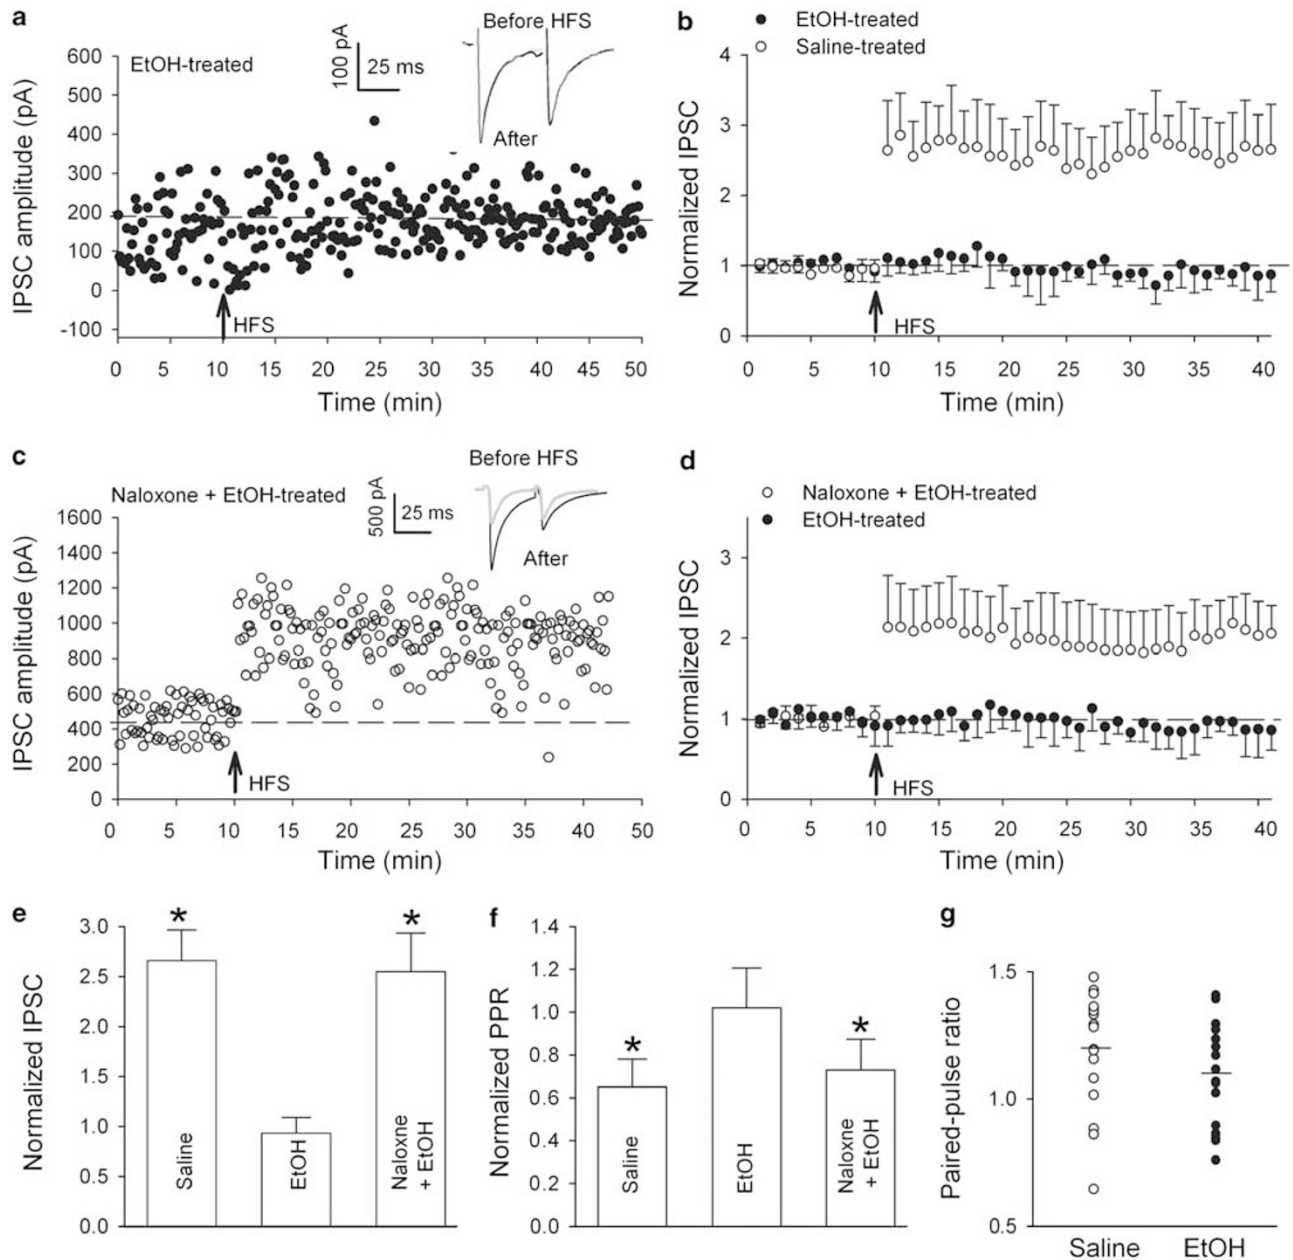 a
EtOH-treated
100 pA
25 ms
Before HFS
After
IPSC amplitude (pA)
600
500
400
300
200
100
0
-100
HFS
0 5 10 15 20 25 30 35 40 45 50
Time (min)
b
EtOH-treated
Saline-treated
Normalized IPSC
4
3
2
1
0
HFS
0 5 10 15 20 25 30 35 40
Time (min)
c
Naloxone + EtOH-treated
500 pA
25 ms
Before HFS
After
IPSC amplitude (pA)
1600
1400
1200
1000
800
600
400
200
0
HFS
0 5 10 15 20 25 30 35 40 45 50
Time (min)
d
Naloxone + EtOH-treated
EtOH-treated
Normalized IPSC
3
2
1
0
HFS
0 5 10 15 20 25 30 35 40
Time (min)
e
Normalized IPSC
3.0
2.5
2.0
1.5
1.0
0.5
0.0
*
*
Saline
EtOH
Naloxne
+ EtOH
f
Normalized PPR
1.4
1.2
1.0
0.8
0.6
0.4
0.2
0.0
*
*
Saline
EtOH
Naloxne
+ EtOH
g
Paired-pulse ratio
1.5
1.0
0.5
Saline EtOH